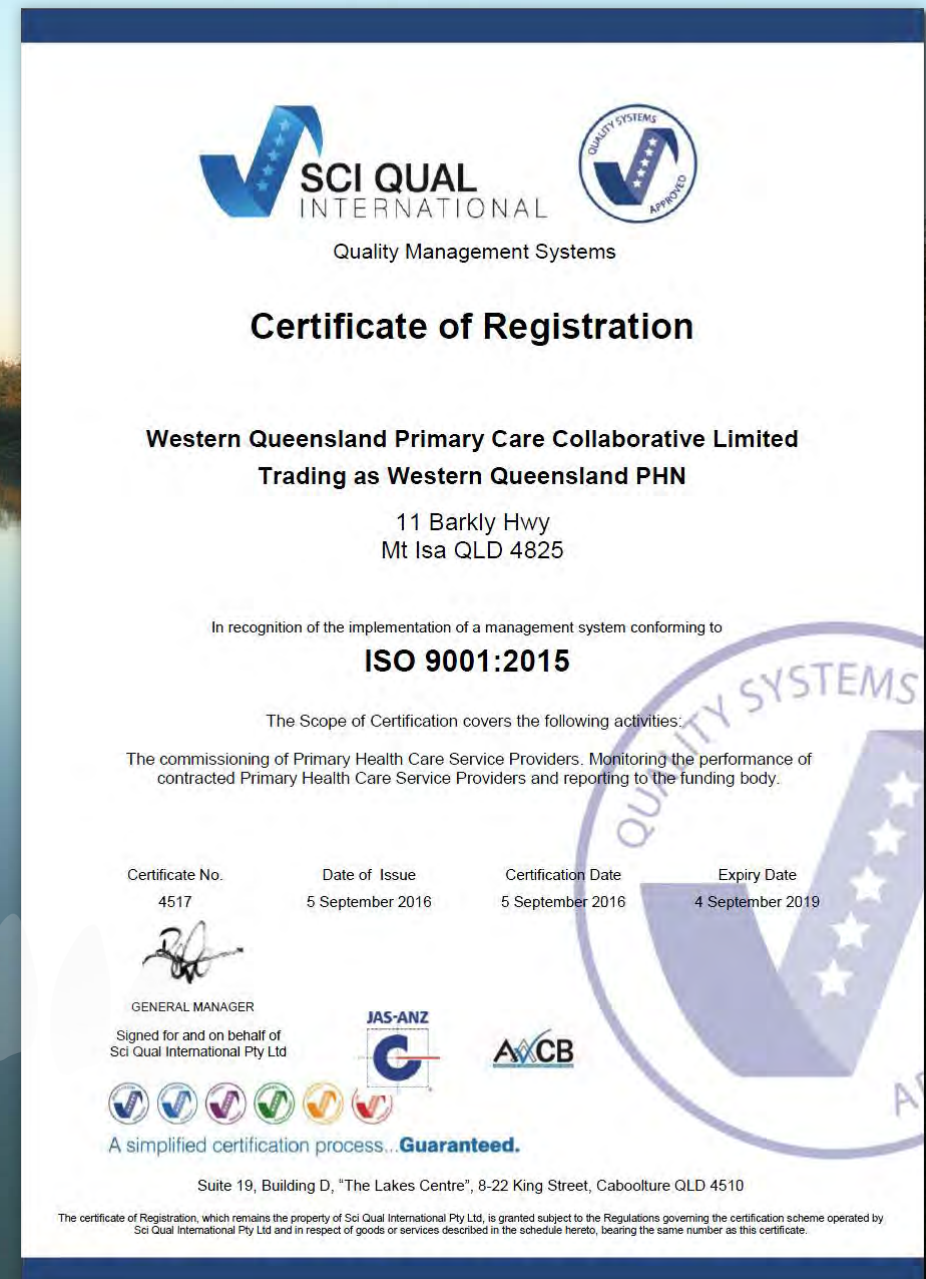 SCI QUAL
INTERNATIONAL
QUALITY SYSTEMS
APPROVED
Quality Management Systems
Certificate of Registration
Western Queensland Primary Care Collaborative Limited
Trading as Western Queensland PHN
11 Barkly Hwy
Mt Isa QLD 4825
In recognition of the implementation of a management system conforming to
ISO 9001:2015
The Scope of Certification covers the following activities:
The commissioning of Primary Health Care Service Providers. Monitoring the performance of
contracted Primary Health Care Service Providers and reporting to the funding body.
QUALITY SYSTEMS
Certificate No. Date of Issue Certification Date Expiry Date
4517 5 September 2016 5 September 2016 4 September 2019
GENERAL MANAGER
Signed for and on behalf of
Sci Qual International Pty Ltd
JAS-ANZ
AACB
AP
A simplified certification process...Guaranteed.
Suite 19, Building D, "The Lakes Centre", 8-22 King Street, Caboolture QLD 4510
The certificate of Registration, which remains the property of Sci Qual International Pty Ltd, is granted subject to the Regulations governing the certification scheme operated by
Sci Qual International Pty Ltd and in respect of goods or services described in the schedule hereto, bearing the same number as this certificate.